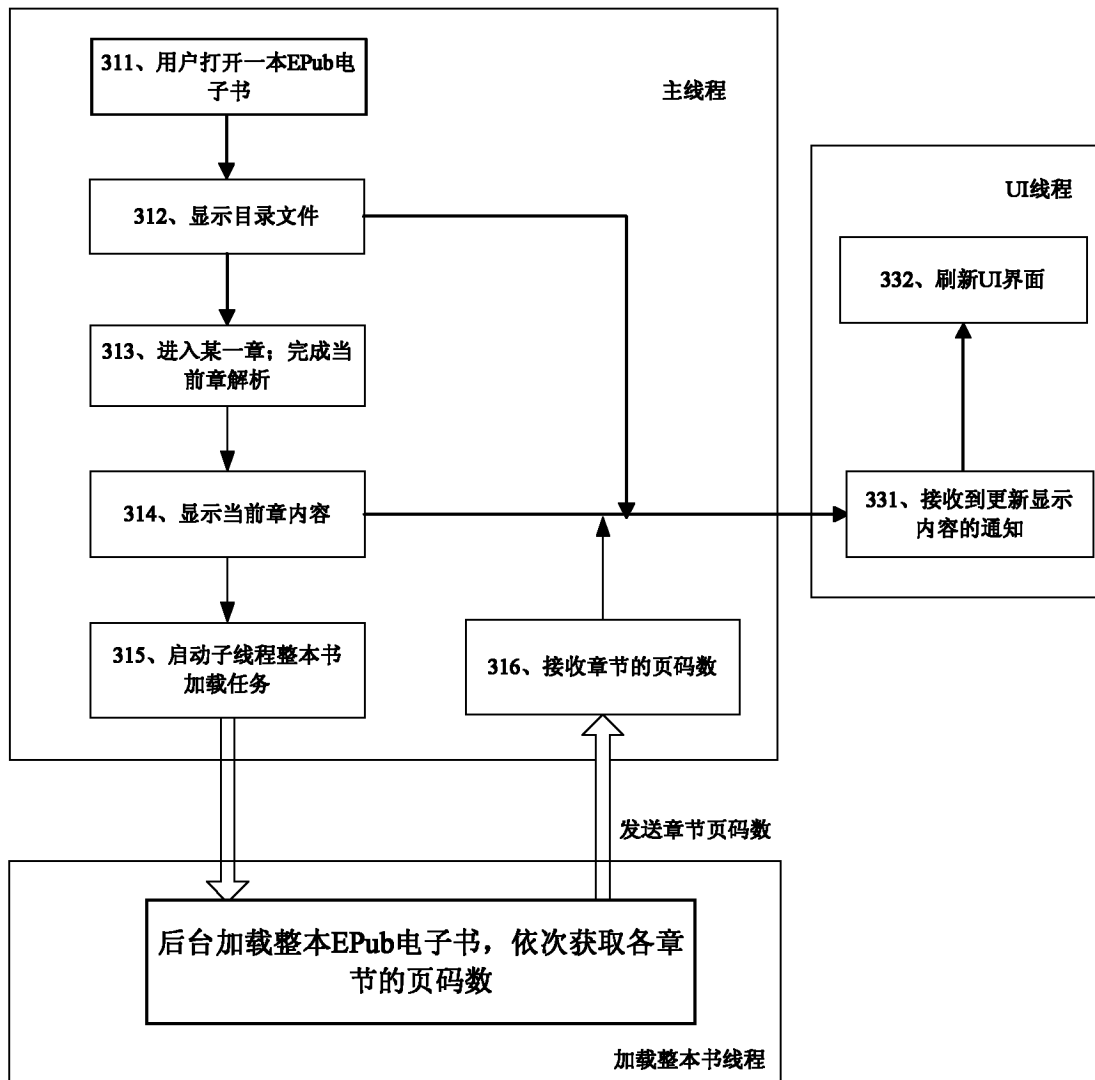 311、用户打开一本EPub电
子书
主线程
312、显示目录文件
UI线程
332、刷新UI界面
313、进入某一章；完成当
前章解析
314、显示当前章内容
331、接收到更新显示
内容的通知
315、启动子线程整本书
加载任务
316、接收章节的页码数
发送章节页码数
后台加载整本EPub电子书，依次获取各章
节的页码数
加载整本书线程